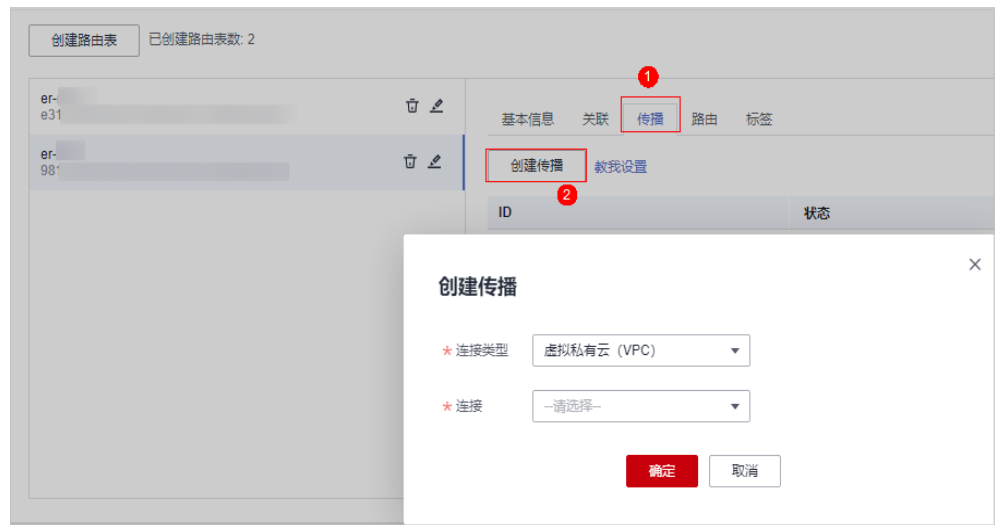 创建路由表 已创建路由表数: 2
1
er-
e31
基本信息 关联 传播 路由 标签
er-
98
创建传播 教我设置
2
ID 状态
创建传播
* 连接类型 虚拟私有云（VPC）
* 连接 --请选择--
确定 取消